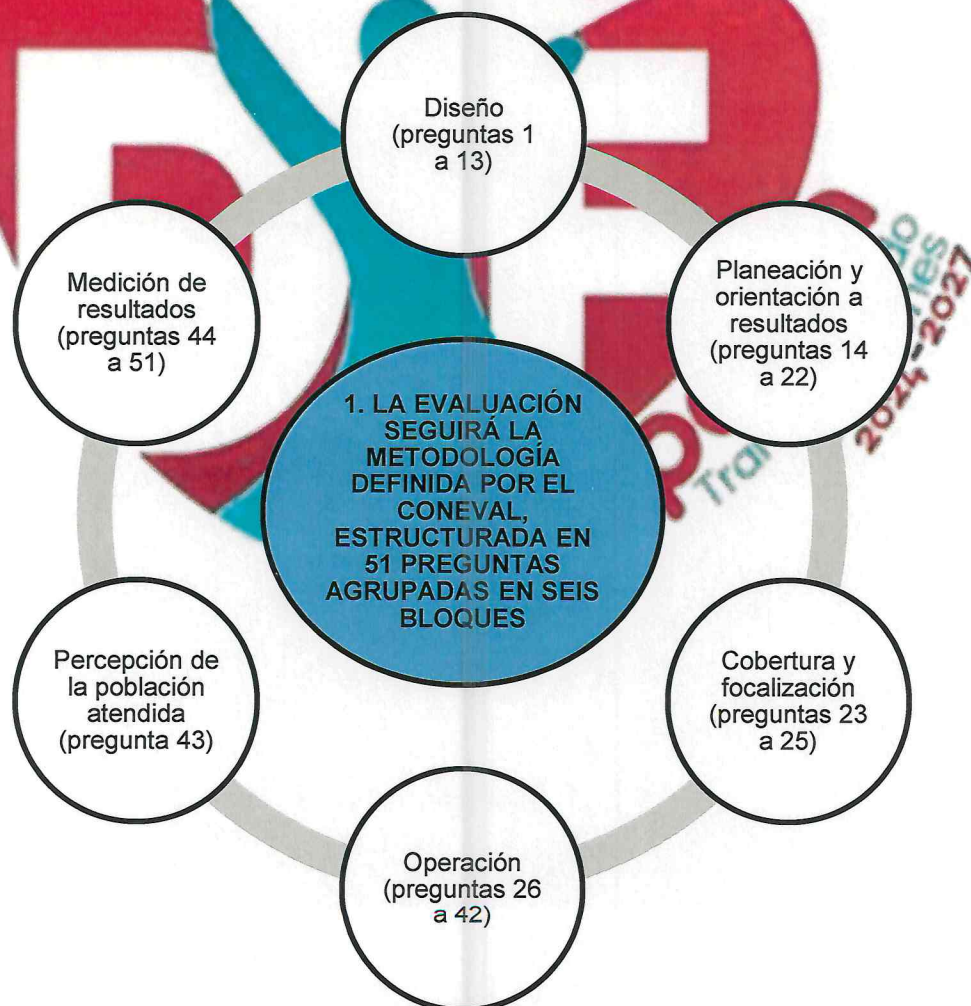 Diseño
(preguntas 1
a 13)
Planeación y
orientación a
resultados
(preguntas 14
a 22)
Cobertura y
focalización
(preguntas 23
a 25)
Operación
(preguntas 26
a 42)
Percepción de
la población
atendida
(pregunta 43)
Medición de
resultados
(preguntas 44
a 51)
1. LA EVALUACIÓN
SEGUIRÁ LA
METODOLOGÍA
DEFINIDA POR EL
CONEVAL,
ESTRUCTURADA EN
51 PREGUNTAS
AGRUPADAS EN SEIS
BLOQUES
2024-2027